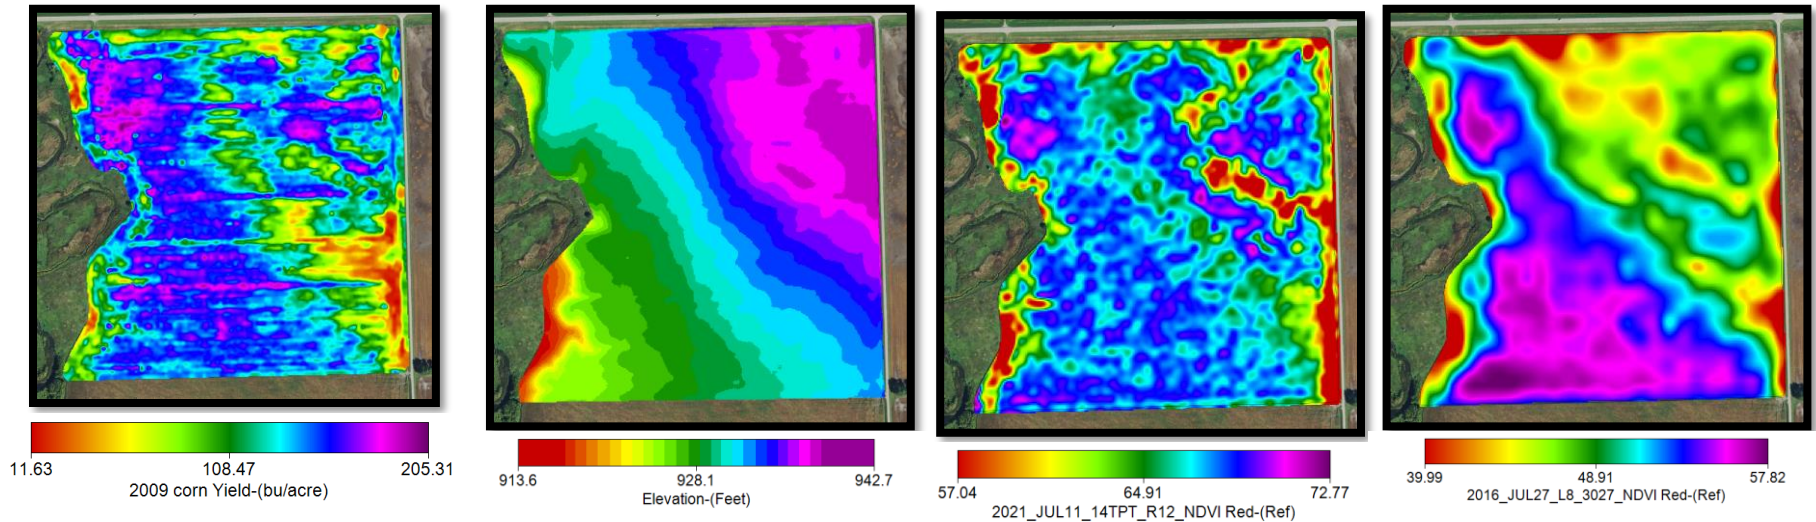 11.63 108.47 205.31
2009 corn Yield-(bu/acre)
913.6 928.1 942.7
Elevation-(Feet)
57.04 64.91 72.77
2021_JUL11_14TPT_R12_NDVI Red-(Ref)
39.99 48.91 57.82
2016_JUL27_L8_3027_NDVI Red-(Ref)